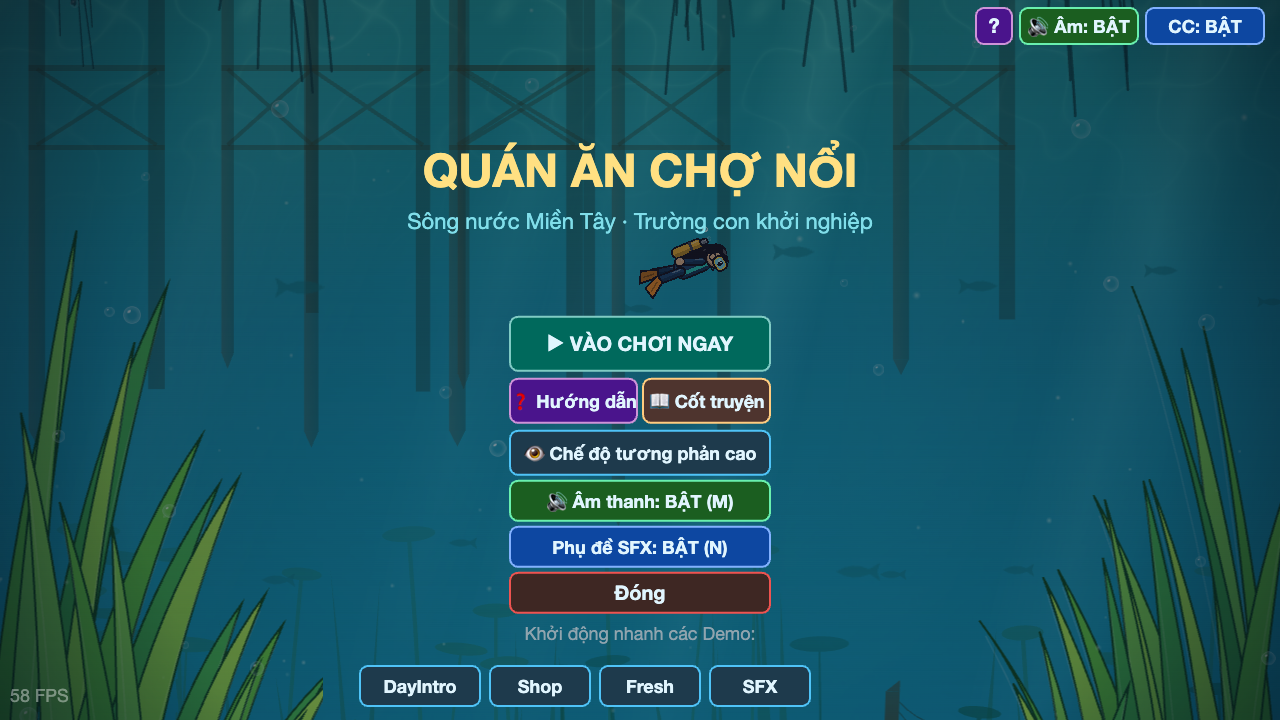 ?
Âm: BẬT
CC: BẬT
QUÁN ĂN CHỢ NỔI
Sông nước Miền Tây · Trường con khởi nghiệp
▶ VÀO CHƠI NGAY
❓ Hướng dẫn
Cốt truyện
Chế độ tương phản cao
Âm thanh: BẬT (M)
Phụ đề SFX: BẬT (N)
Đóng
Khởi động nhanh các Demo:
DayIntro
Shop
Fresh
SFX
58 FPS